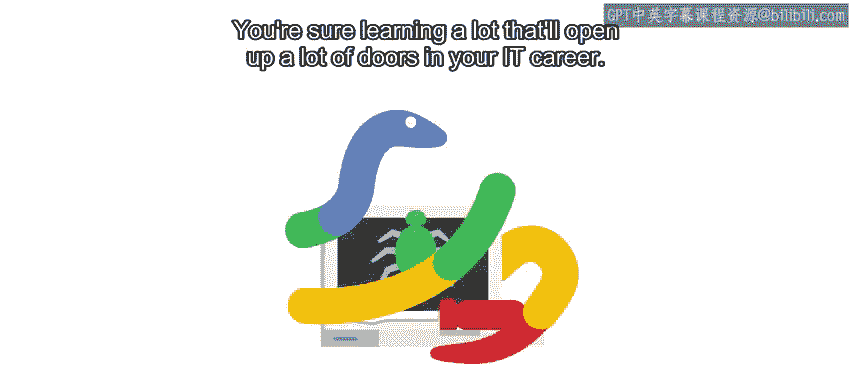 GPT中英字幕课程资源@bilibili.com
You're sure learning a lot that'll open
up a lot of doors in your IT career.